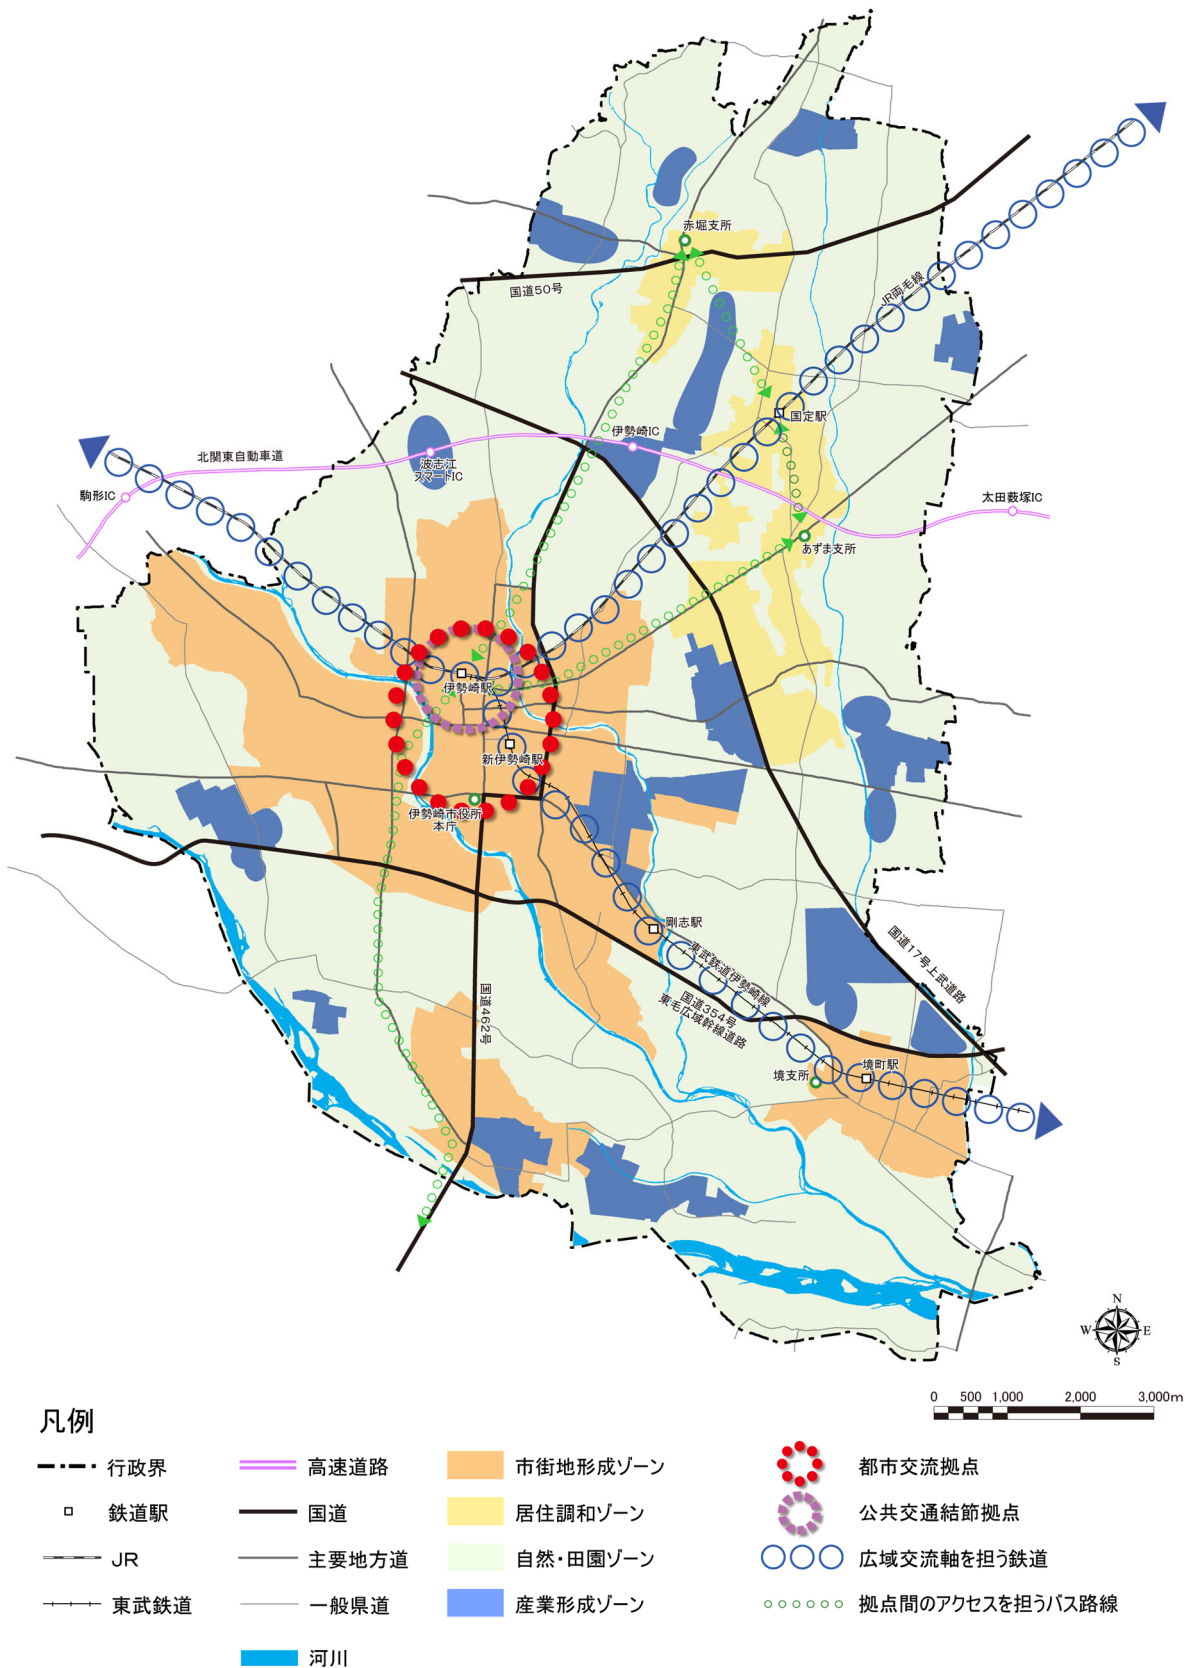 赤堀支所
国道50号
JR両毛線
国定駅
伊勢崎IC
北関東自動車道
波志江
スマートIC
駒形IC
太田薮塚IC
あずま支所
伊勢崎駅
新伊勢崎駅
伊勢崎市役所
本庁
剛志駅
東武鉄道伊勢崎線
国道17号上武道路
国道354号
東毛広域幹線道路
国道462号
境町駅
境支所
N
W E
S
0 500 1,000 2,000 3,000m
凡例
行政界
高速道路
市街地形成ゾーン
都市交流拠点
鉄道駅
国道
居住調和ゾーン
公共交通結節拠点
JR
主要地方道
自然・田園ゾーン
広域交流軸を担う鉄道
東武鉄道
一般県道
産業形成ゾーン
拠点間のアクセスを担うバス路線
河川